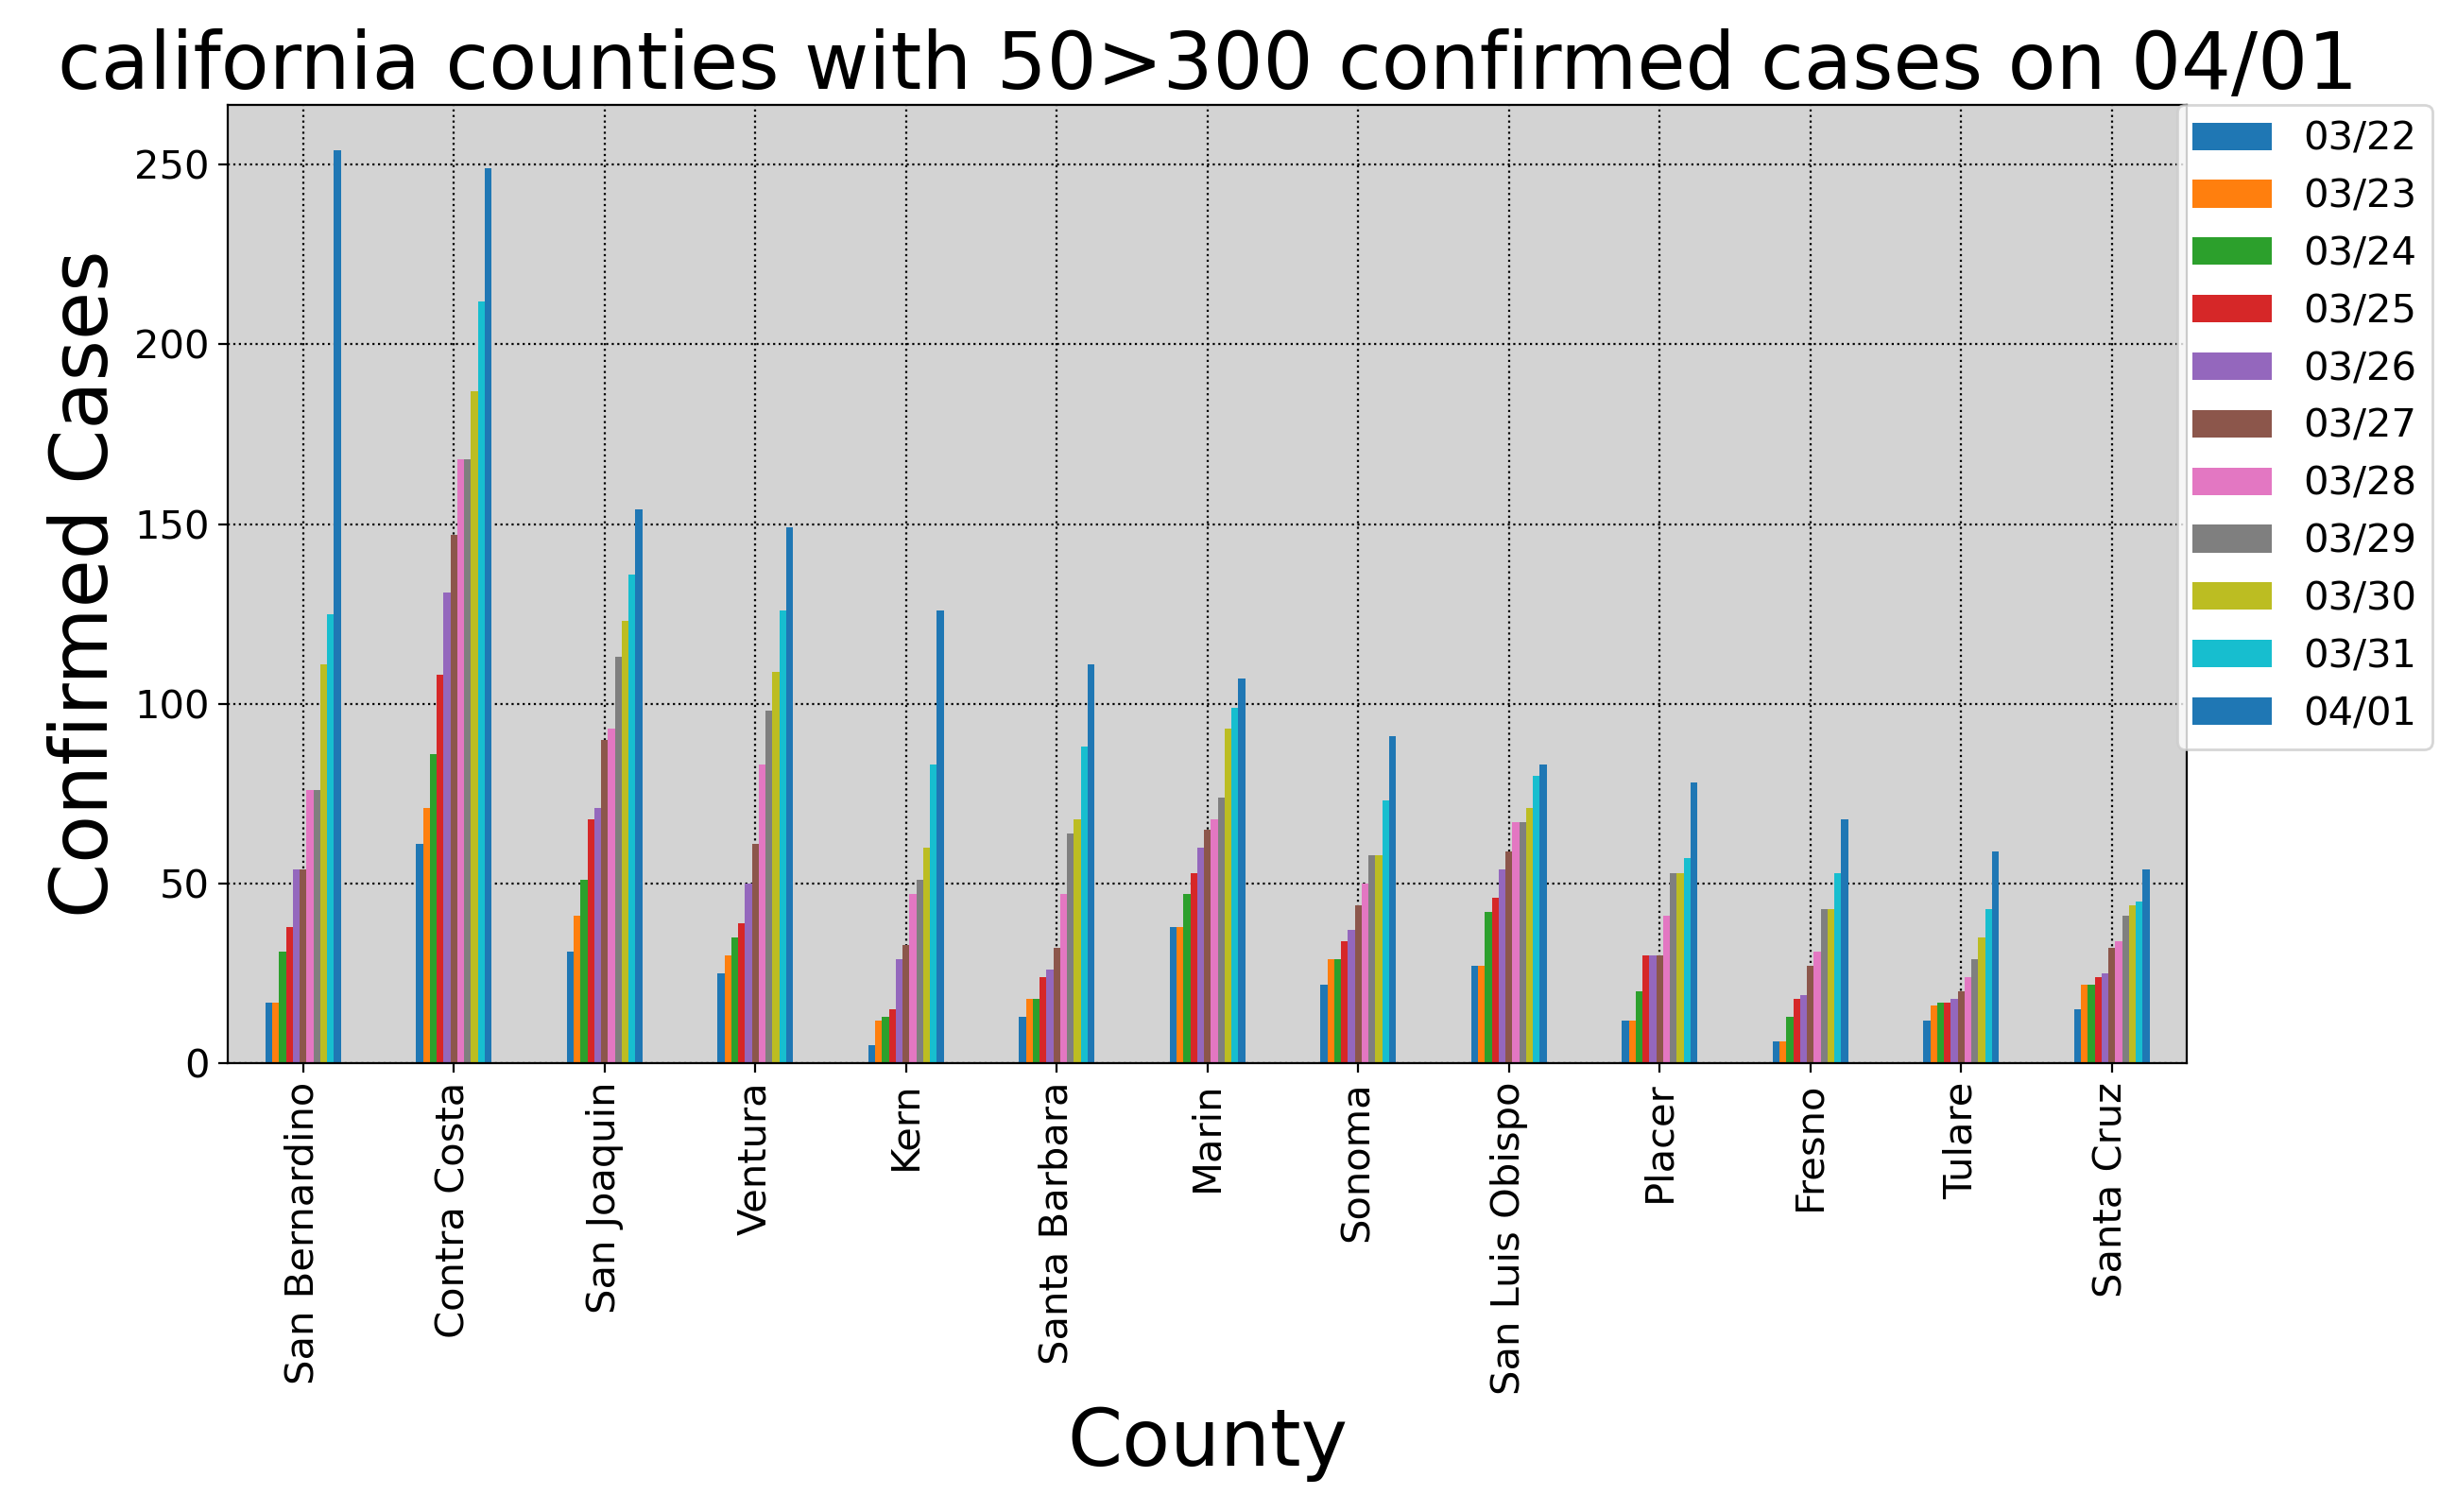 california counties with 50>300 confirmed cases on 04/01
Confirmed Cases
250
200
150
100
50
0
03/22
03/23
03/24
03/25
03/26
03/27
03/28
03/29
03/30
03/31
04/01
San Bernardino
Contra Costa
San Joaquin
Ventura
Kern
Santa Barbara
Marin
Sonoma
San Luis Obispo
Placer
Fresno
Tulare
Santa Cruz
County